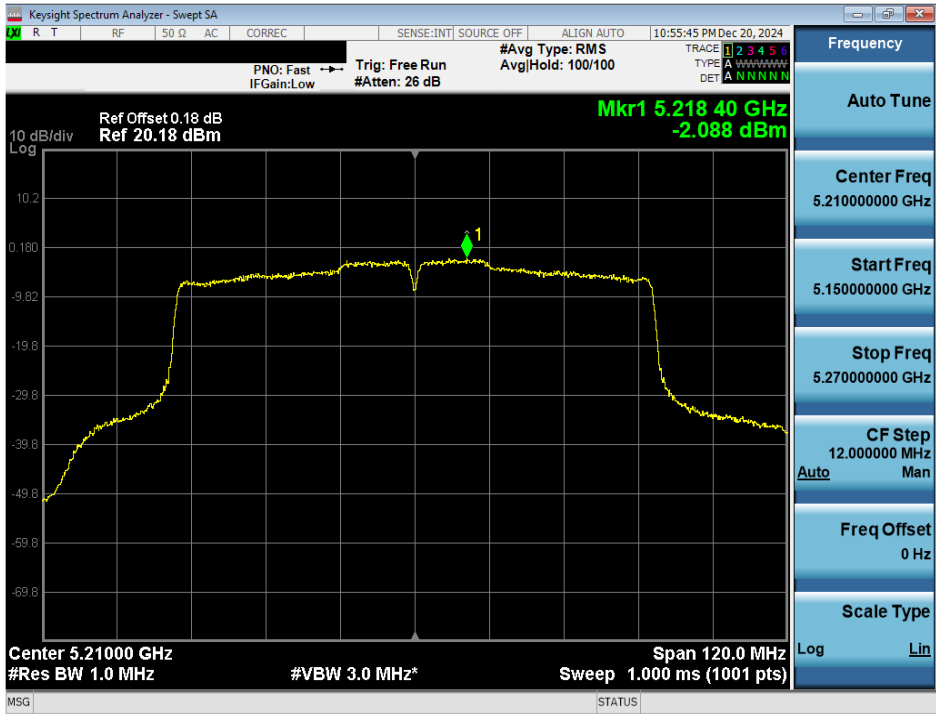 Keysight Spectrum Analyzer - Swept SA
LXI R T RF 50 Ω AC CORREC SENSE:INT SOURCE OFF ALIGN AUTO 10:55:45 PM Dec 20, 2024
PNO: Fast
IFGain:Low
Trig: Free Run
#Atten: 26 dB
#Avg Type: RMS
Avg|Hold: 100/100
TRACE 1 2 3 4 5 6
TYPE A WWWWW
DET A N N N N N
Frequency
Mkr1 5.218 40 GHz
-2.088 dBm
Ref Offset 0.18 dB
10 dB/div Ref 20.18 dBm
Log
10.2
0.180
-9.82
-19.8
-29.8
-39.8
-49.8
-59.8
-69.8
1
Center 5.21000 GHz Span 120.0 MHz
#Res BW 1.0 MHz #VBW 3.0 MHz* Sweep 1.000 ms (1001 pts)
Auto Tune
Center Freq
5.210000000 GHz
Start Freq
5.150000000 GHz
Stop Freq
5.270000000 GHz
CF Step
12.000000 MHz
Auto Man
Freq Offset
0 Hz
Scale Type
Log Lin
MSG STATUS